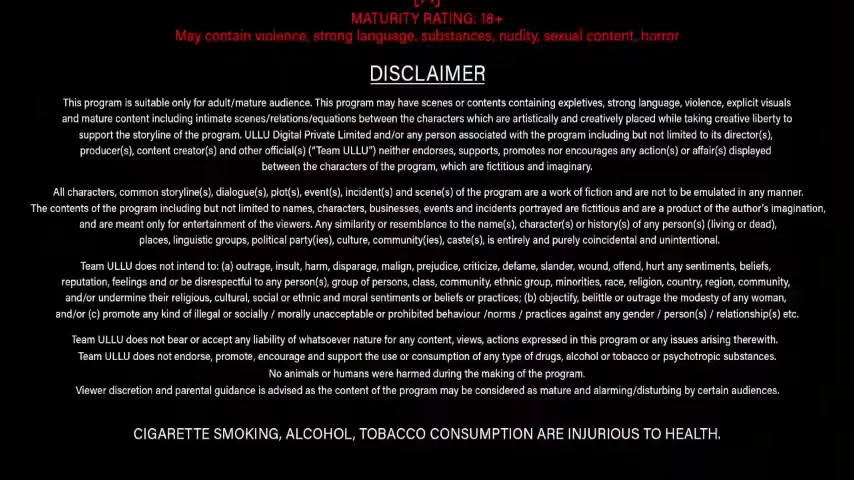 [A]
MATURITY RATING: 18+
May contain violence, strong language, substances, nudity, sexual content, horror
DISCLAIMER
This program is suitable only for adult/mature audience. This program may have scenes or contents containing expletives, strong language, violence, explicit visuals
and mature content including intimate scenes/relations/equations between the characters which are artistically and creatively placed while taking creative liberty to
support the storyline of the program. ULLU Digital Private Limited and/or any person associated with the program including but not limited to its director(s),
producer(s), content creator(s) and other official(s) ("Team ULLU") neither endorses, supports, promotes nor encourages any action(s) or affair(s) displayed
between the characters of the program, which are fictitious and imaginary.
All characters, common storyline(s), dialogue(s), plot(s), event(s), incident(s) and scene(s) of the program are a work of fiction and are not to be emulated in any manner.
The contents of the program including but not limited to names, characters, businesses, events and incidents portrayed are fictitious and are a product of the author's imagination,
and are meant only for entertainment of the viewers. Any similarity or resemblance to the name(s), character(s) or history(s) of any person(s) (living or dead),
places, linguistic groups, political party(ies), culture, community(ies), caste(s), is entirely and purely coincidental and unintentional.
Team ULLU does not intend to: (a) outrage, insult, harm, disparage, malign, prejudice, criticize, defame, slander, wound, offend, hurt any sentiments, beliefs,
reputation, feelings and or be disrespectful to any person(s), group of persons, class, community, ethnic group, minorities, race, religion, country, region, community,
and/or undermine their religious, cultural, social or ethnic and moral sentiments or beliefs or practices; (b) objectify, belittle or outrage the modesty of any woman,
and/or (c) promote any kind of illegal or socially / morally unacceptable or prohibited behaviour /norms / practices against any gender / person(s) / relationship(s) etc.
Team ULLU does not bear or accept any liability of whatsoever nature for any content, views, actions expressed in this program or any issues arising therewith.
Team ULLU does not endorse, promote, encourage and support the use or consumption of any type of drugs, alcohol or tobacco or psychotropic substances.
No animals or humans were harmed during the making of the program.
Viewer discretion and parental guidance is advised as the content of the program may be considered as mature and alarming/disturbing by certain audiences.
CIGARETTE SMOKING, ALCOHOL, TOBACCO CONSUMPTION ARE INJURIOUS TO HEALTH.